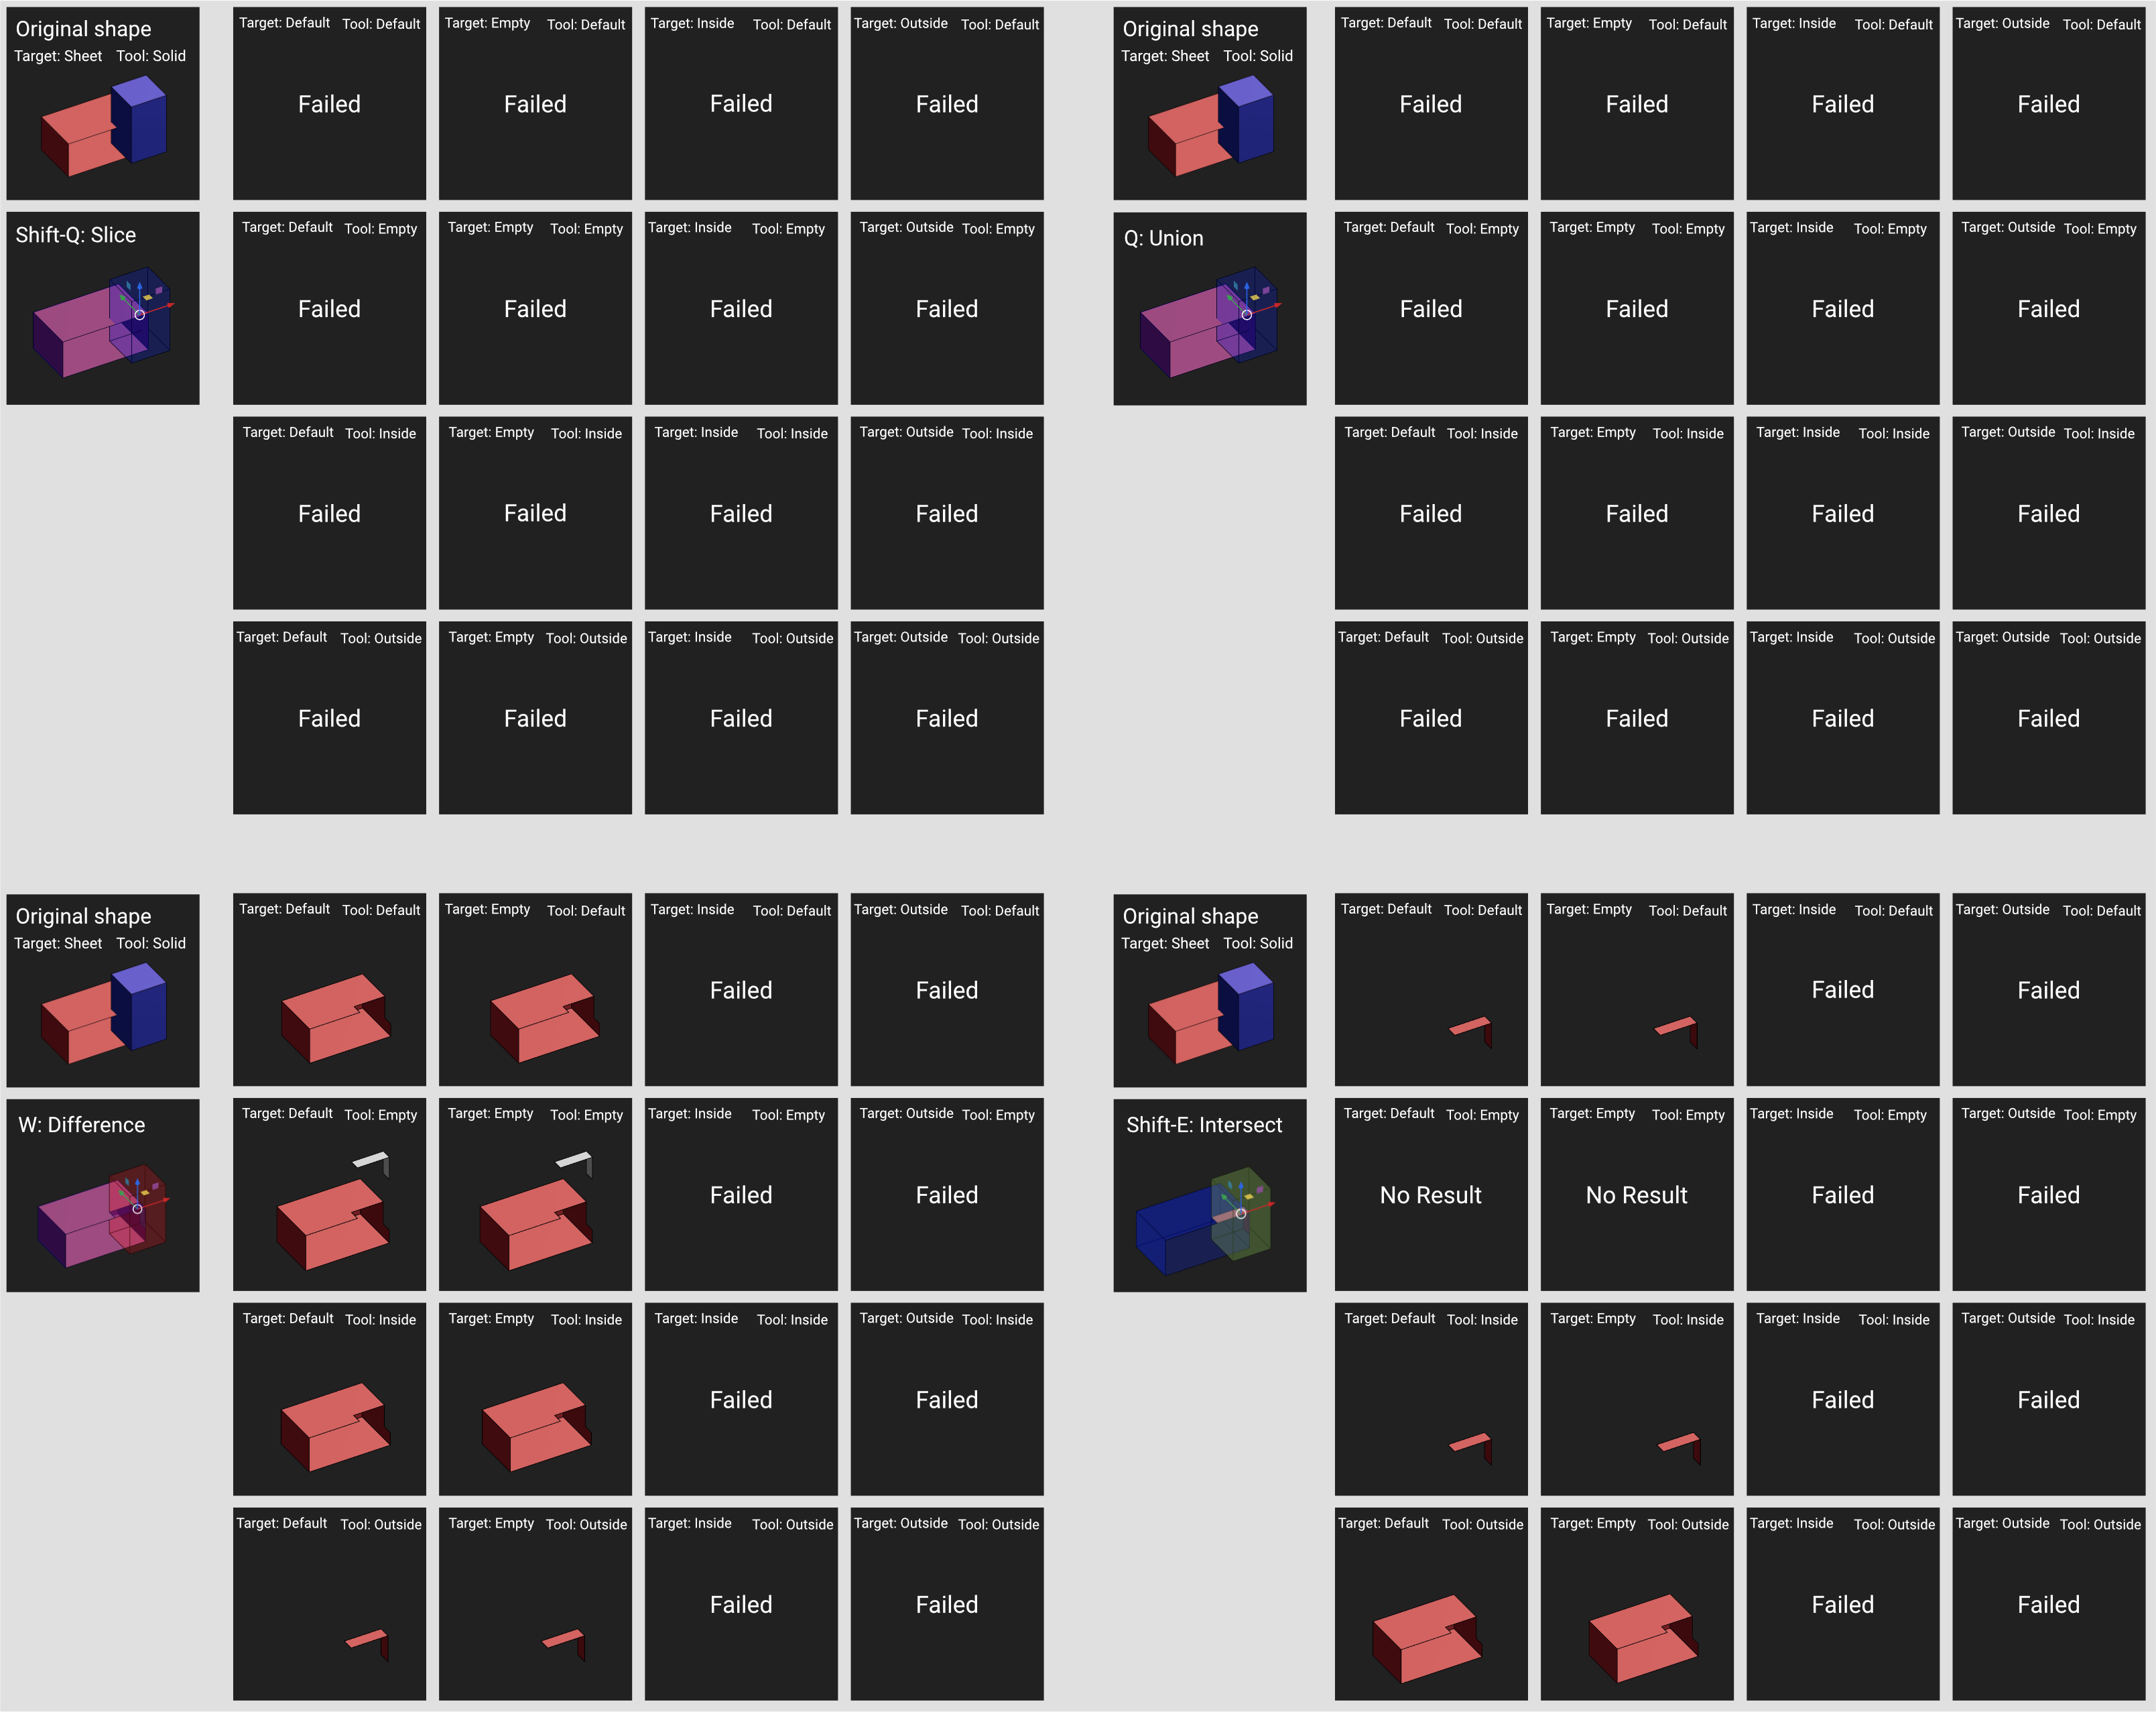 Original shape
Target: Sheet Tool: Solid
Target: Default Tool: Default
Failed
Target: Empty Tool: Default
Failed
Target: Inside Tool: Default
Failed
Target: Outside Tool: Default
Failed
Shift-Q: Slice
Target: Default Tool: Empty
Failed
Target: Empty Tool: Empty
Failed
Target: Inside Tool: Empty
Failed
Target: Outside Tool: Empty
Failed
Target: Default Tool: Inside
Failed
Target: Empty Tool: Inside
Failed
Target: Inside Tool: Inside
Failed
Target: Outside Tool: Inside
Failed
Target: Default Tool: Outside
Failed
Target: Empty Tool: Outside
Failed
Target: Inside Tool: Outside
Failed
Target: Outside Tool: Outside
Failed
Original shape
Target: Sheet Tool: Solid
Target: Default Tool: Default
Failed
Target: Empty Tool: Default
Failed
Target: Inside Tool: Default
Failed
Target: Outside Tool: Default
Failed
Q: Union
Target: Default Tool: Empty
Failed
Target: Empty Tool: Empty
Failed
Target: Inside Tool: Empty
Failed
Target: Outside Tool: Empty
Failed
Target: Default Tool: Inside
Failed
Target: Empty Tool: Inside
Failed
Target: Inside Tool: Inside
Failed
Target: Outside Tool: Inside
Failed
Target: Default Tool: Outside
Failed
Target: Empty Tool: Outside
Failed
Target: Inside Tool: Outside
Failed
Target: Outside Tool: Outside
Failed
Original shape
Target: Sheet Tool: Solid
Target: Default Tool: Default
Target: Empty Tool: Default
Target: Inside Tool: Default
Failed
Target: Outside Tool: Default
Failed
W: Difference
Target: Default Tool: Empty
Target: Empty Tool: Empty
Target: Inside Tool: Empty
Failed
Target: Outside Tool: Empty
Failed
Target: Default Tool: Inside
Target: Empty Tool: Inside
Target: Inside Tool: Inside
Failed
Target: Outside Tool: Inside
Failed
Target: Default Tool: Outside
Target: Empty Tool: Outside
Target: Inside Tool: Outside
Failed
Target: Outside Tool: Outside
Failed
Original shape
Target: Sheet Tool: Solid
Target: Default Tool: Default
Target: Empty Tool: Default
Target: Inside Tool: Default
Failed
Target: Outside Tool: Default
Failed
Shift-E: Intersect
Target: Default Tool: Empty
No Result
Target: Empty Tool: Empty
No Result
Target: Inside Tool: Empty
Failed
Target: Outside Tool: Empty
Failed
Target: Default Tool: Inside
Target: Empty Tool: Inside
Target: Inside Tool: Inside
Failed
Target: Outside Tool: Inside
Failed
Target: Default Tool: Outside
Target: Empty Tool: Outside
Target: Inside Tool: Outside
Failed
Target: Outside Tool: Outside
Failed